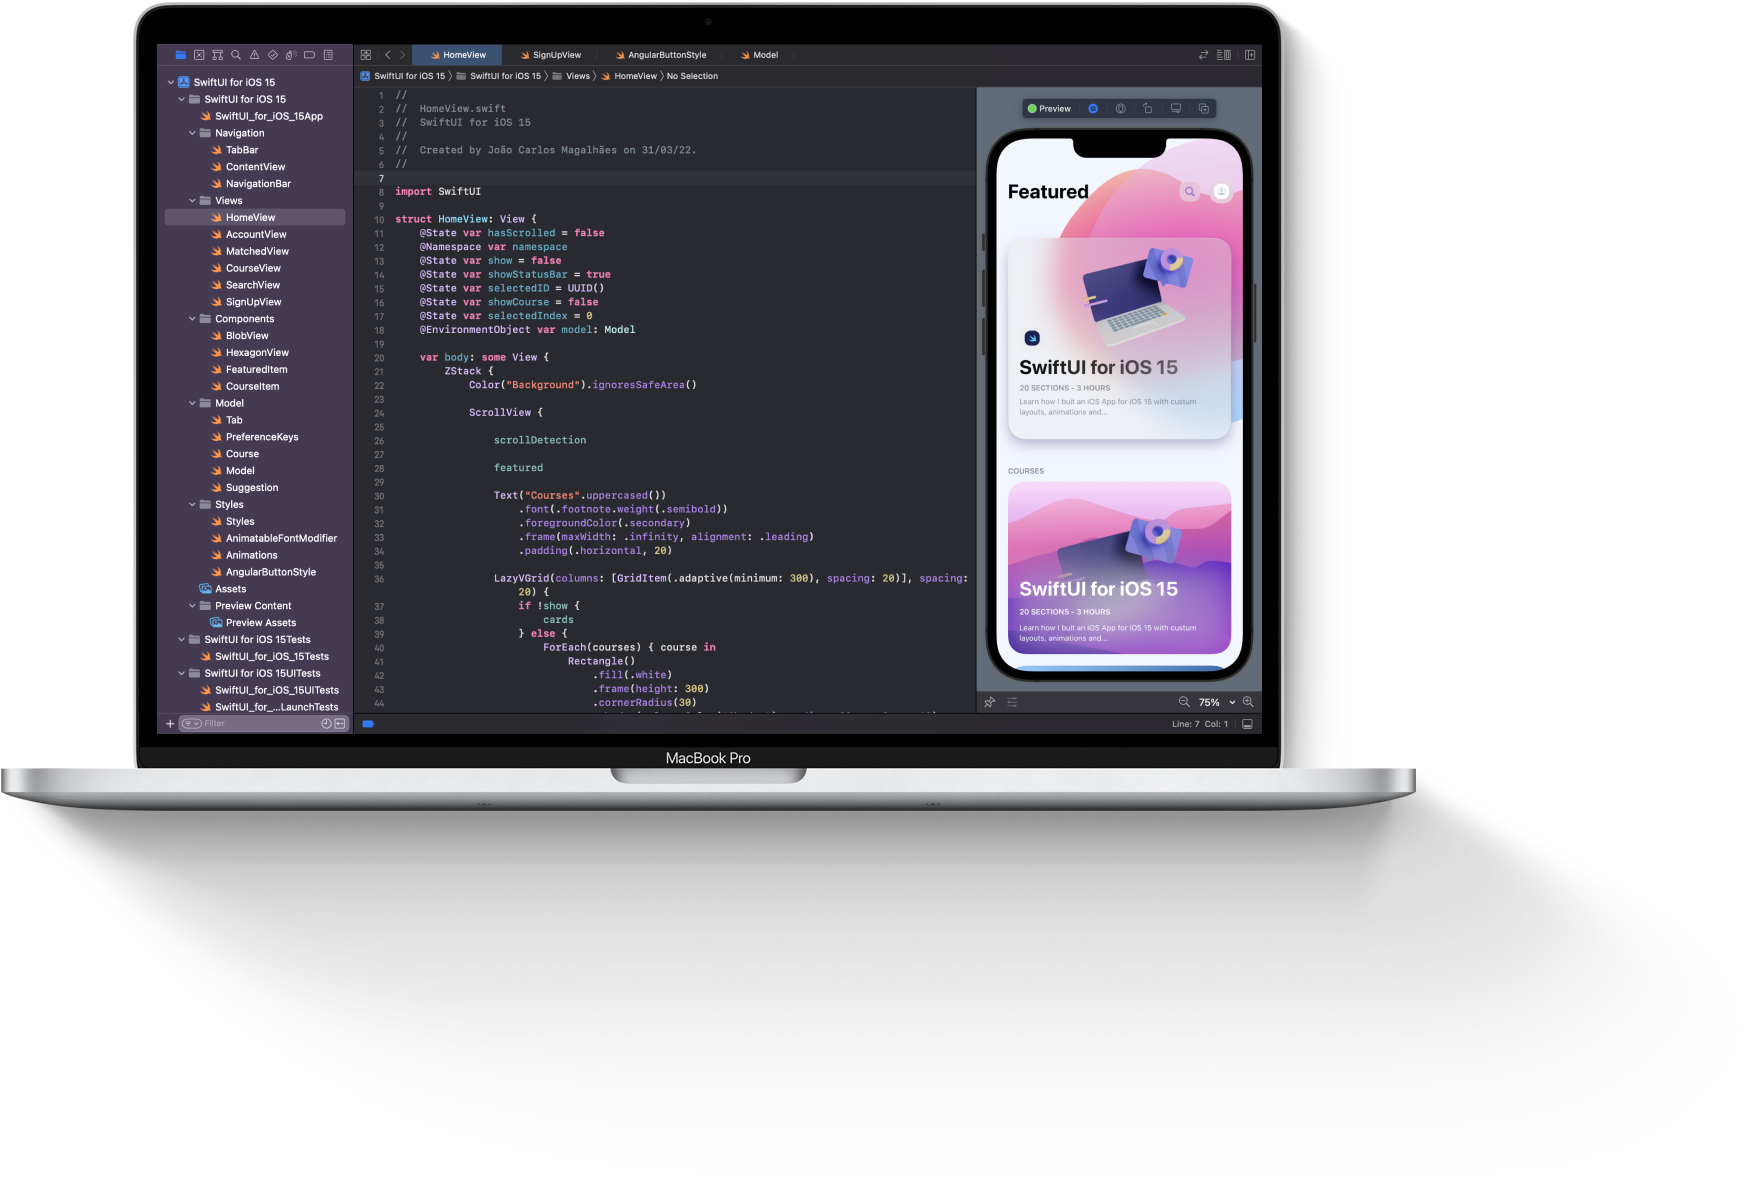 HomeView
SignUpView
AngularButtonStyle
Model
SwiftUI for iOS 15 〉 SwiftUI for iOS 15 〉 Views 〉 HomeView 〉 No Selection
SwiftUI for iOS 15
SwiftUI for iOS 15
SwiftUI_for_iOS_15App
Navigation
TabBar
ContentView
NavigationBar
Views
HomeView
AccountView
MatchedView
CourseView
SearchView
SignUpView
Components
BlobView
HexagonView
FeaturedItem
CourseItem
Model
Tab
PreferenceKeys
Course
Model
Suggestion
Styles
Styles
AnimatableFontModifier
Animations
AngularButtonStyle
Assets
Preview Content
Preview Assets
SwiftUI for iOS 15Tests
SwiftUI_for_iOS_15Tests
SwiftUI for iOS 15UITests
SwiftUI_for_iOS_15UITests
SwiftUI_for_...LaunchTests
Filter
1 //
2 //  HomeView.swift
3 //  SwiftUI for iOS 15
4 //
5 //  Created by João Carlos Magalhães on 31/03/22.
6 //
7
8 import SwiftUI
9
10 struct HomeView: View {
11     @State var hasScrolled = false
12     @Namespace var namespace
13     @State var show = false
14     @State var showStatusBar = true
15     @State var selectedID = UUID()
16     @State var showCourse = false
17     @State var selectedIndex = 0
18     @EnvironmentObject var model: Model
19
20     var body: some View {
21         ZStack {
22             Color("Background").ignoresSafeArea()
23
24             ScrollView {
25
26                 scrollDetection
27
28                 featured
29
30                 Text("Courses".uppercased())
31                     .font(.footnote.weight(.semibold))
32                     .foregroundColor(.secondary)
33                     .frame(maxWidth: .infinity, alignment: .leading)
34                     .padding(.horizontal, 20)
35
36                 LazyVGrid(columns: [GridItem(.adaptive(minimum: 300), spacing: 20)], spacing:
20) {
37                     if !show {
38                         cards
39                     } else {
40                         ForEach(courses) { course in
41                             Rectangle()
42                                 .fill(.white)
43                                 .frame(height: 300)
44                                 .cornerRadius(30)
Preview
Featured
SwiftUI for iOS 15
20 SECTIONS - 3 HOURS
Learn how I buit an iOS App for iOS 15 with custum
layouts, animations and...
COURSES
SwiftUI for iOS 15
20 SECTIONS - 3 HOURS
Learn how I buit an iOS App for iOS 15 with custum
layouts, animations and...
75%
Line: 7 Col: 1
MacBook Pro